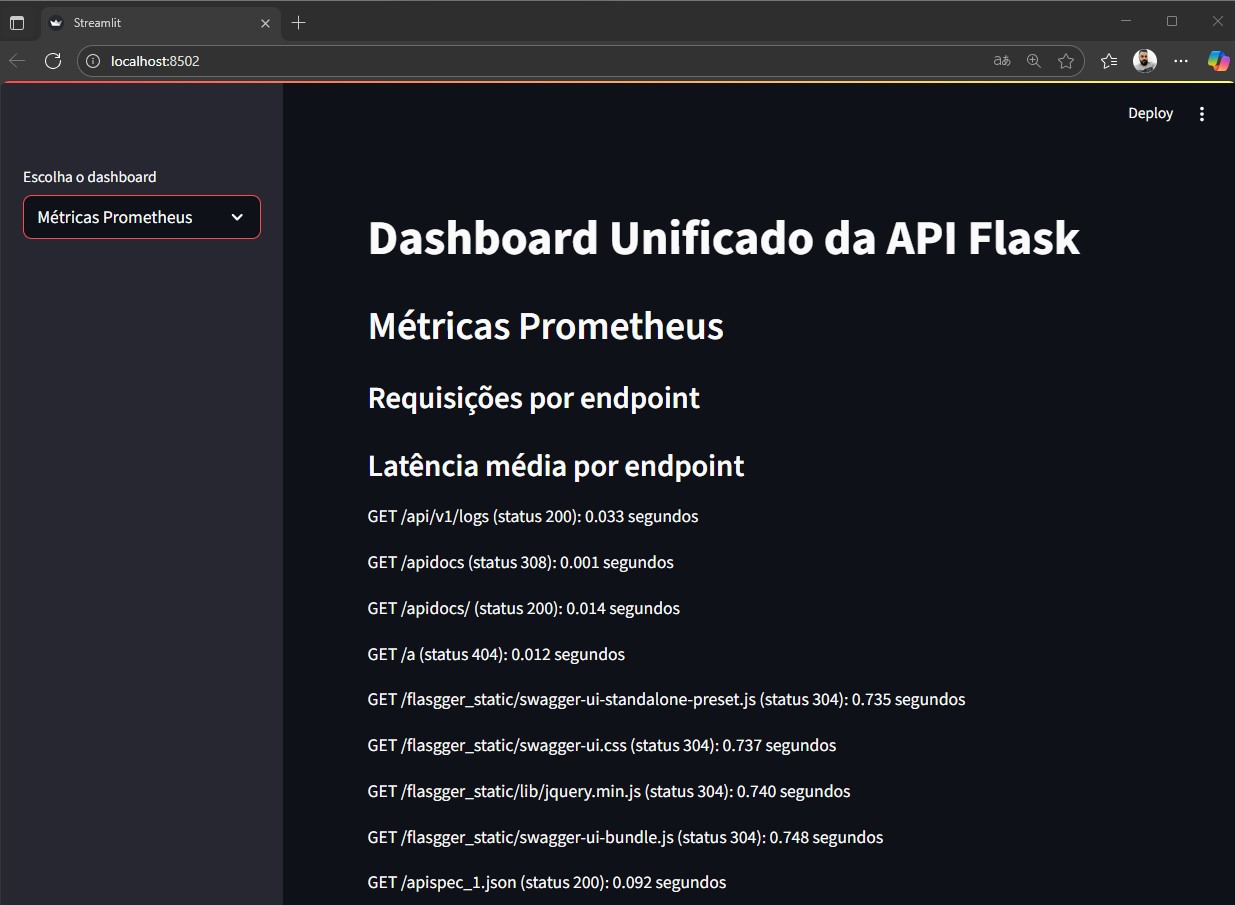 Streamlit
localhost:8502
aあ
Deploy
Escolha o dashboard
Métricas Prometheus
Dashboard Unificado da API Flask
Métricas Prometheus
Requisições por endpoint
Latência média por endpoint
GET /api/v1/logs (status 200): 0.033 segundos
GET /apidocs (status 308): 0.001 segundos
GET /apidocs/ (status 200): 0.014 segundos
GET /a (status 404): 0.012 segundos
GET /flasgger_static/swagger-ui-standalone-preset.js (status 304): 0.735 segundos
GET /flasgger_static/swagger-ui.css (status 304): 0.737 segundos
GET /flasgger_static/lib/jquery.min.js (status 304): 0.740 segundos
GET /flasgger_static/swagger-ui-bundle.js (status 304): 0.748 segundos
GET /apispec_1.json (status 200): 0.092 segundos